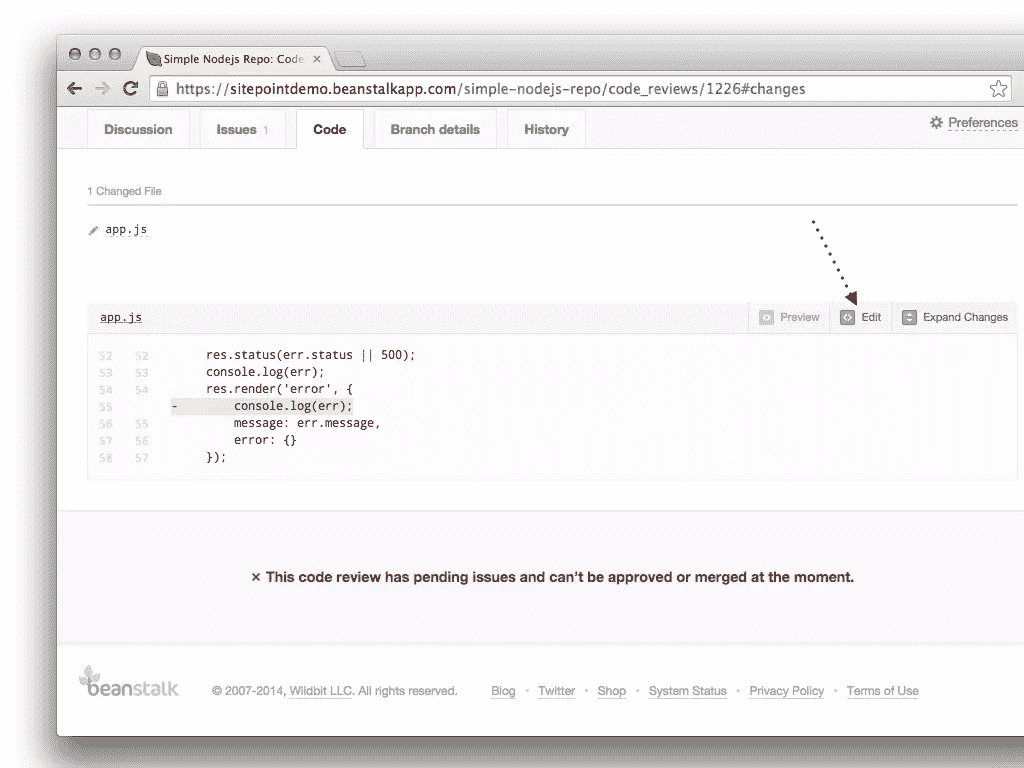 Simple Nodejs Repo: Code
https://sitepointdemo.beanstalkapp.com/simple-nodejs-repo/code_reviews/1226#changes
Discussion Issues 1 Code Branch details History Preferences
1 Changed File
app.js
app.js Preview Edit Expand Changes
52 52 res.status(err.status || 500);
53 53 console.log(err);
54 54 res.render('error', {
55 - console.log(err);
56 55 message: err.message,
57 56 error: {}
58 57 });
× This code review has pending issues and can't be approved or merged at the moment.
beanstalk © 2007-2014, Wildbit LLC. All rights reserved. Blog • Twitter • Shop • System Status • Privacy Policy • Terms of Use